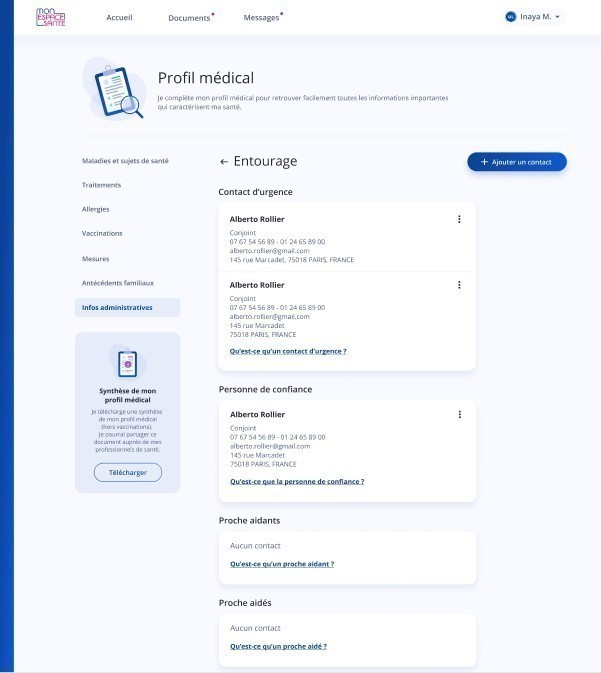 mon
ESPACE
SANTÉ
Accueil
Documents
Messages
Inaya M.
Profil médical
Je complète mon profil médical pour retrouver facilement toutes les informations importantes
qui caractérisent ma santé.
Maladies et sujets de santé
Traitements
Allergies
Vaccinations
Mesures
Antécédents familiaux
Infos administratives
Synthèse de mon
profil médical
Je télécharge une synthèse
de mon profil médical
(hors vaccinations).
Je pourrai partager ce
document auprès de mes
professionnels de santé.
Télécharger
← Entourage
+ Ajouter un contact
Contact d'urgence
Alberto Rollier
Conjoint
07 67 54 56 89 - 01 24 65 89 00
alberto.rollier@gmail.com
145 rue Marcadet, 75018 PARIS, FRANCE
Alberto Rollier
Conjoint
07 67 54 56 89 - 01 24 65 89 00
alberto.rollier@gmail.com
145 rue Marcadet
75018 PARIS, FRANCE
Qu'est-ce qu'un contact d'urgence ?
Personne de confiance
Alberto Rollier
Conjoint
07 67 54 56 89 - 01 24 65 89 00
alberto.rollier@gmail.com
145 rue Marcadet
75018 PARIS, FRANCE
Qu'est-ce que la personne de confiance ?
Proche aidants
Aucun contact
Qu'est-ce qu'un proche aidant ?
Proche aidés
Aucun contact
Qu'est-ce qu'un proche aidé ?